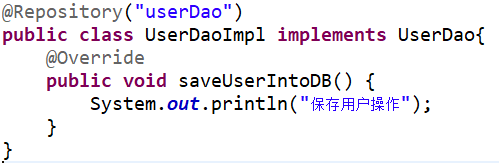 @Repository("userDao")
public class UserDaoImpl implements UserDao{
    @Override
    public void saveUserIntoDB() {
        System.out.println("保存用户操作");
    }
}